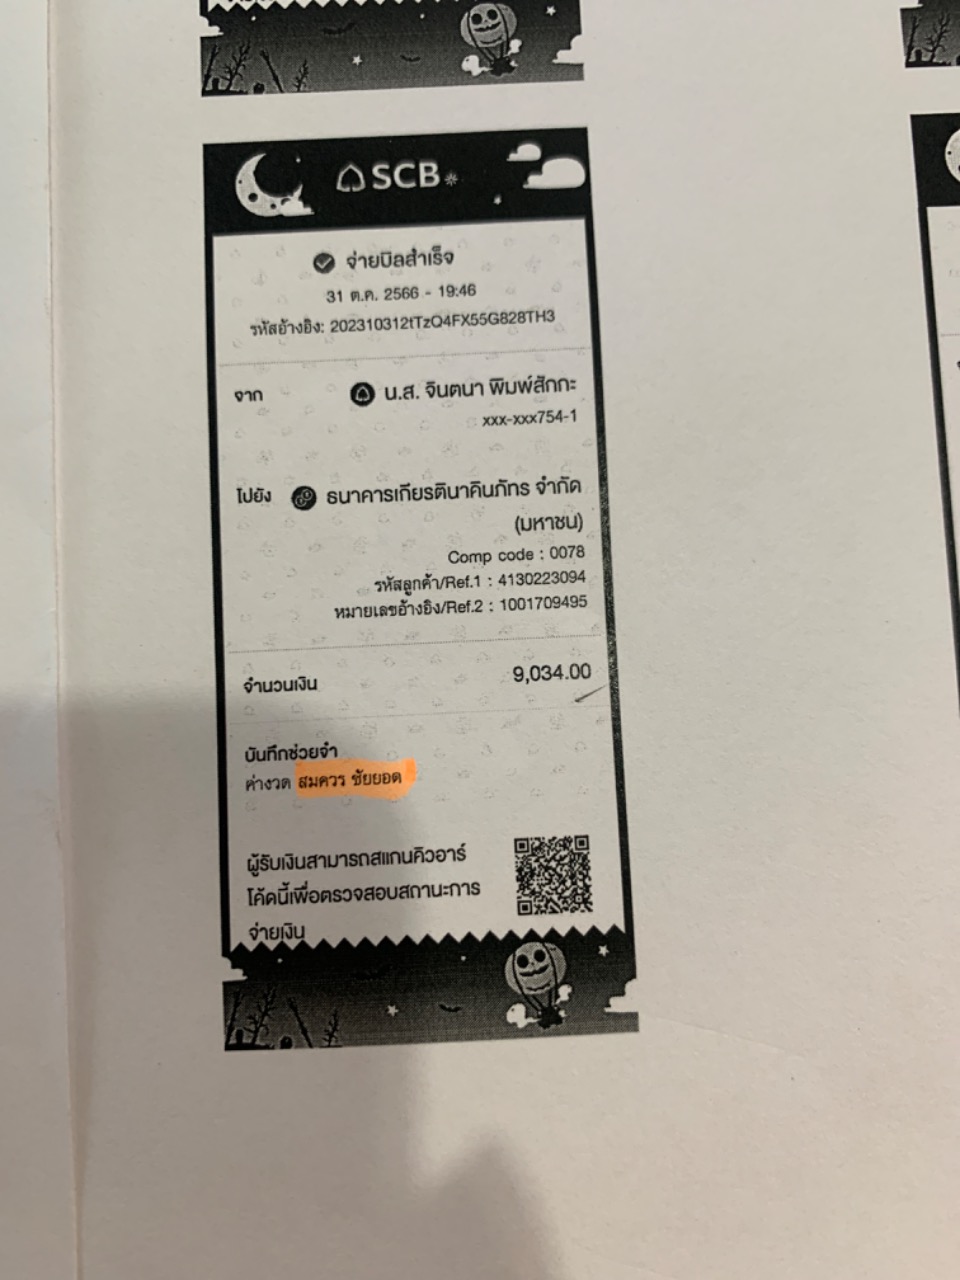 SCB
จ่ายบิลสำเร็จ
31 ต.ค. 2566 - 19:46
รหัสอ้างอิง: 202310312tTzQ4FX55G828TH3
จาก น.ส. จินตนา พิมพ์สักกะ
xxx-xxx754-1
ไปยัง ธนาคารเกียรตินาคินภัทร จำกัด
(มหาชน)
Comp code : 0078
รหัสลูกค้า/Ref.1 : 4130223094
หมายเลขอ้างอิง/Ref.2 : 1001709495
จำนวนเงิน 9,034.00
บันทึกช่วยจำ
ค่างวด สมควร ชัยยอด
ผู้รับเงินสามารถสแกนคิวอาร์
โค้ดนี้เพื่อตรวจสอบสถานะการ
จ่ายเงิน